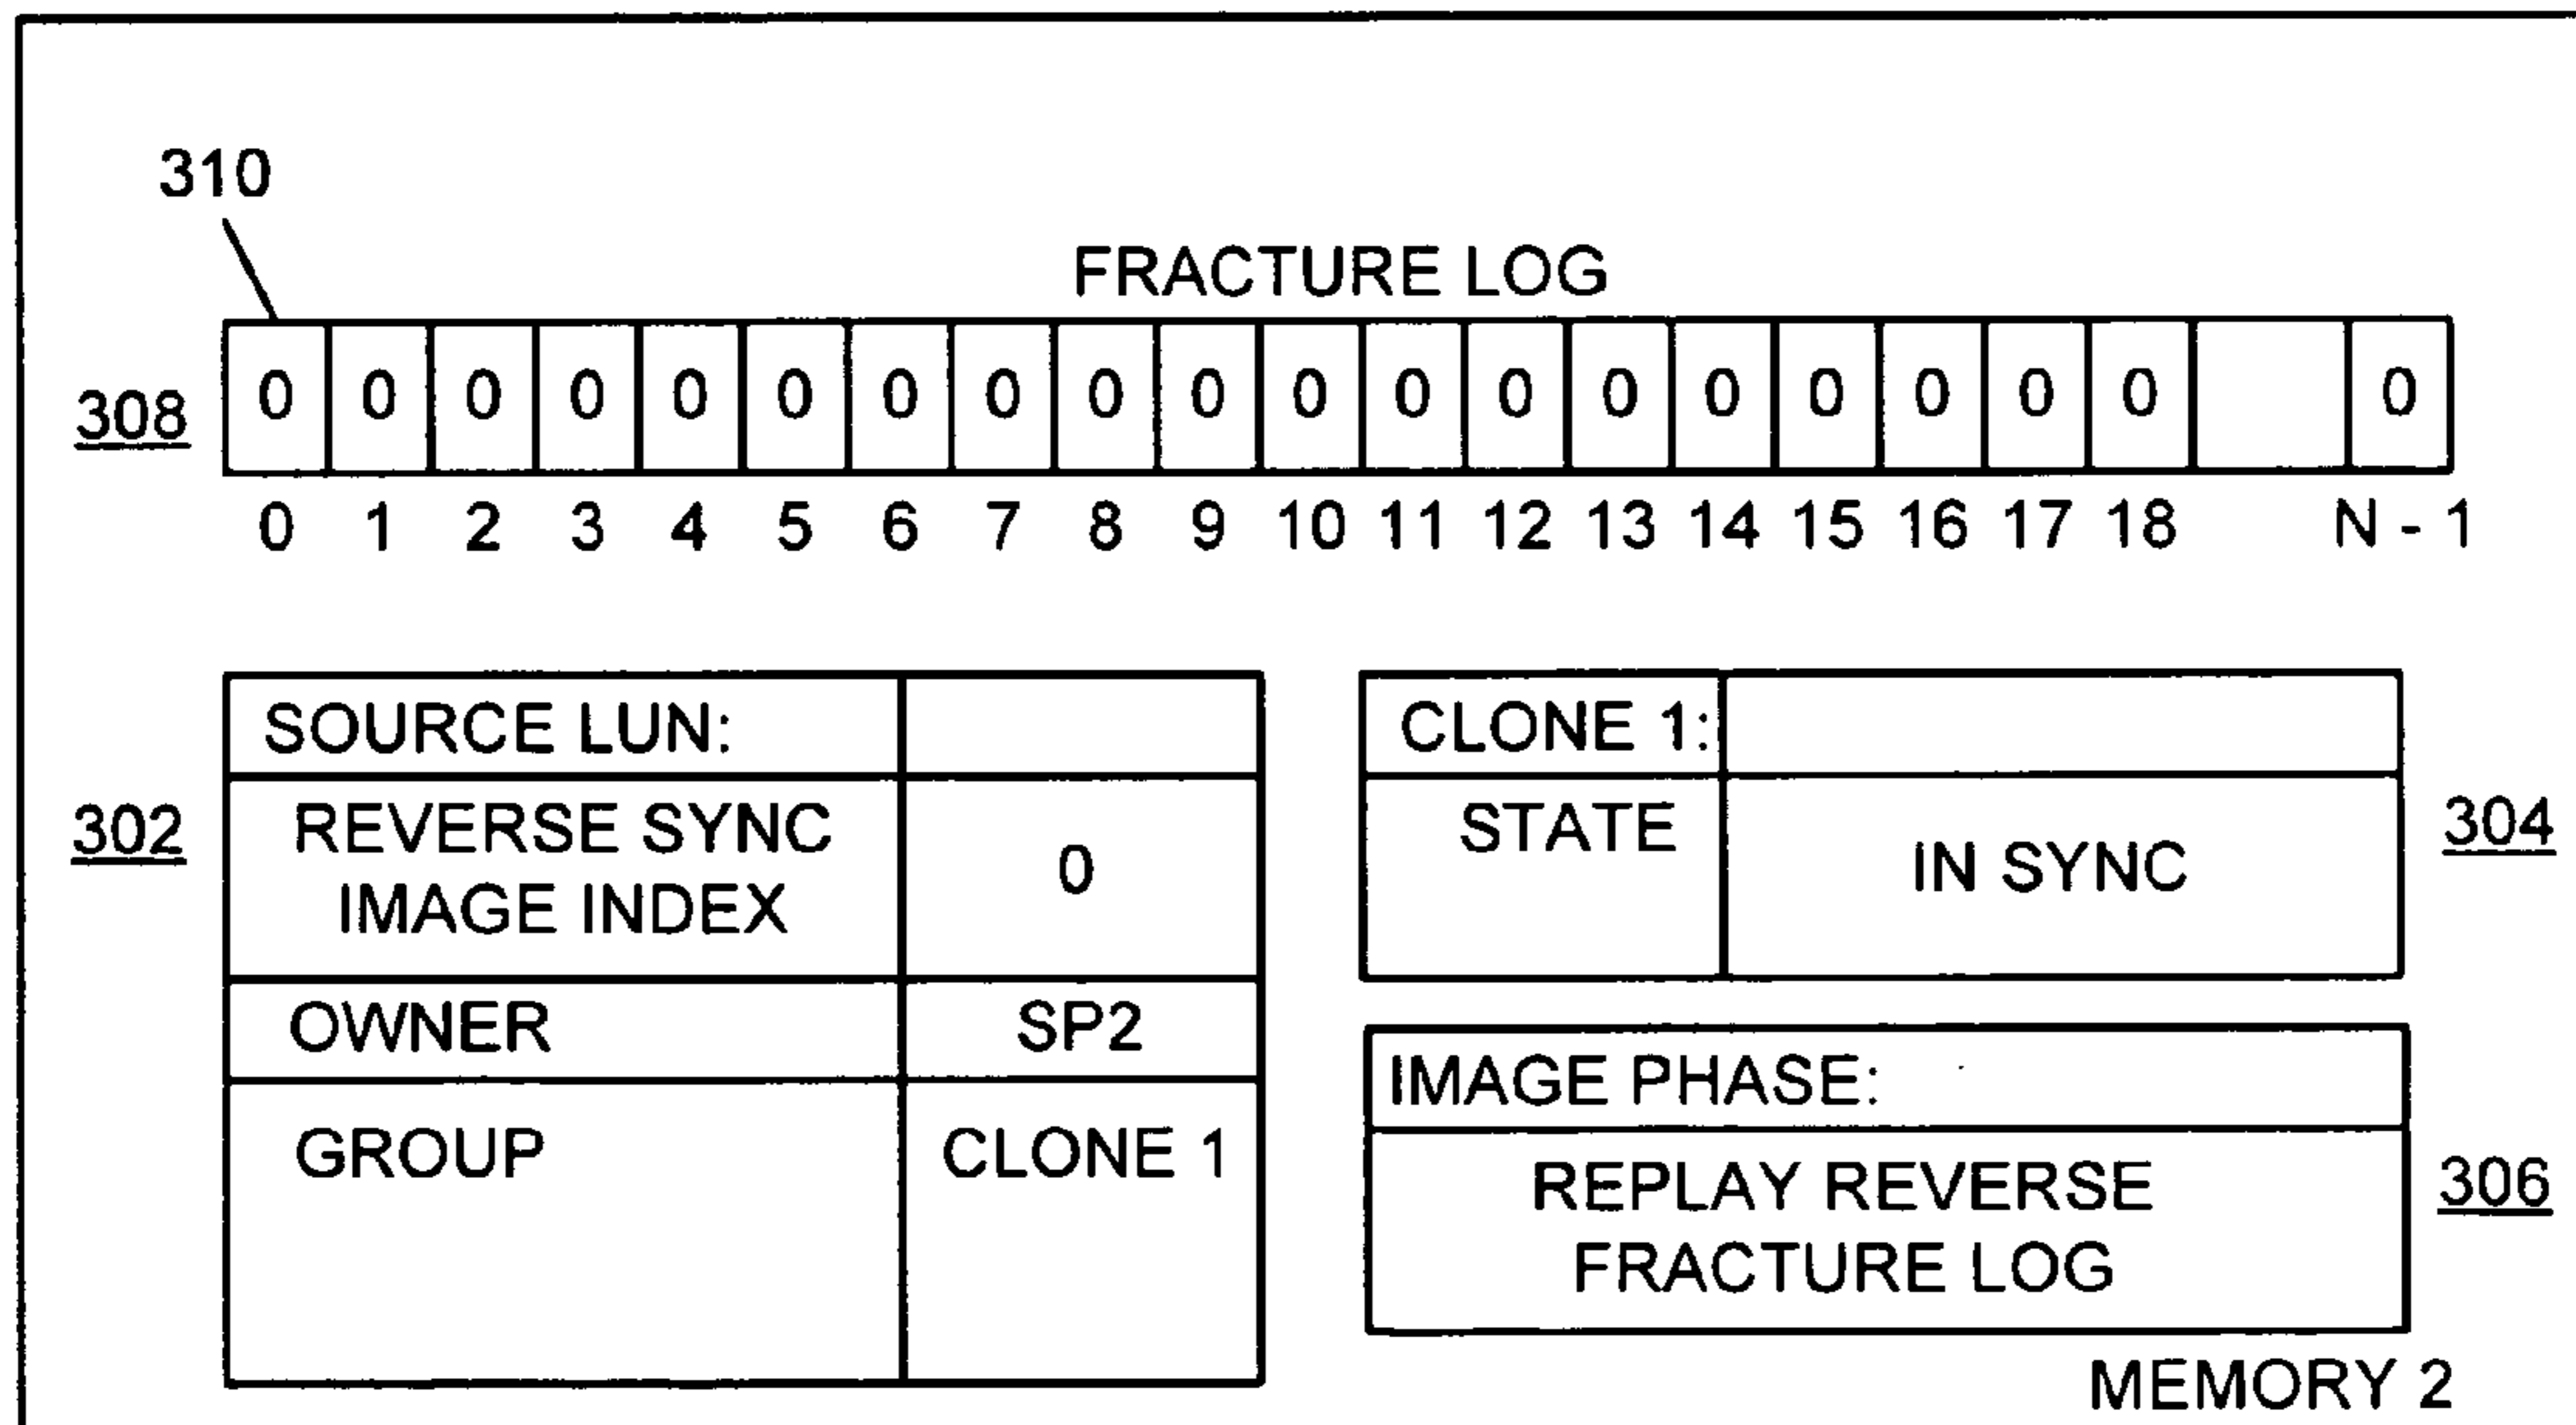 310
FRACTURE LOG
308
0 0 0 0 0 0 0 0 0 0 0 0 0 0 0 0 0 0 0 0
0 1 2 3 4 5 6 7 8 9 10 11 12 13 14 15 16 17 18 N - 1
302
SOURCE LUN:
REVERSE SYNC
IMAGE INDEX
0
OWNER SP2
GROUP CLONE 1
CLONE 1:
STATE IN SYNC
304
IMAGE PHASE:
REPLAY REVERSE
FRACTURE LOG
306
MEMORY 2